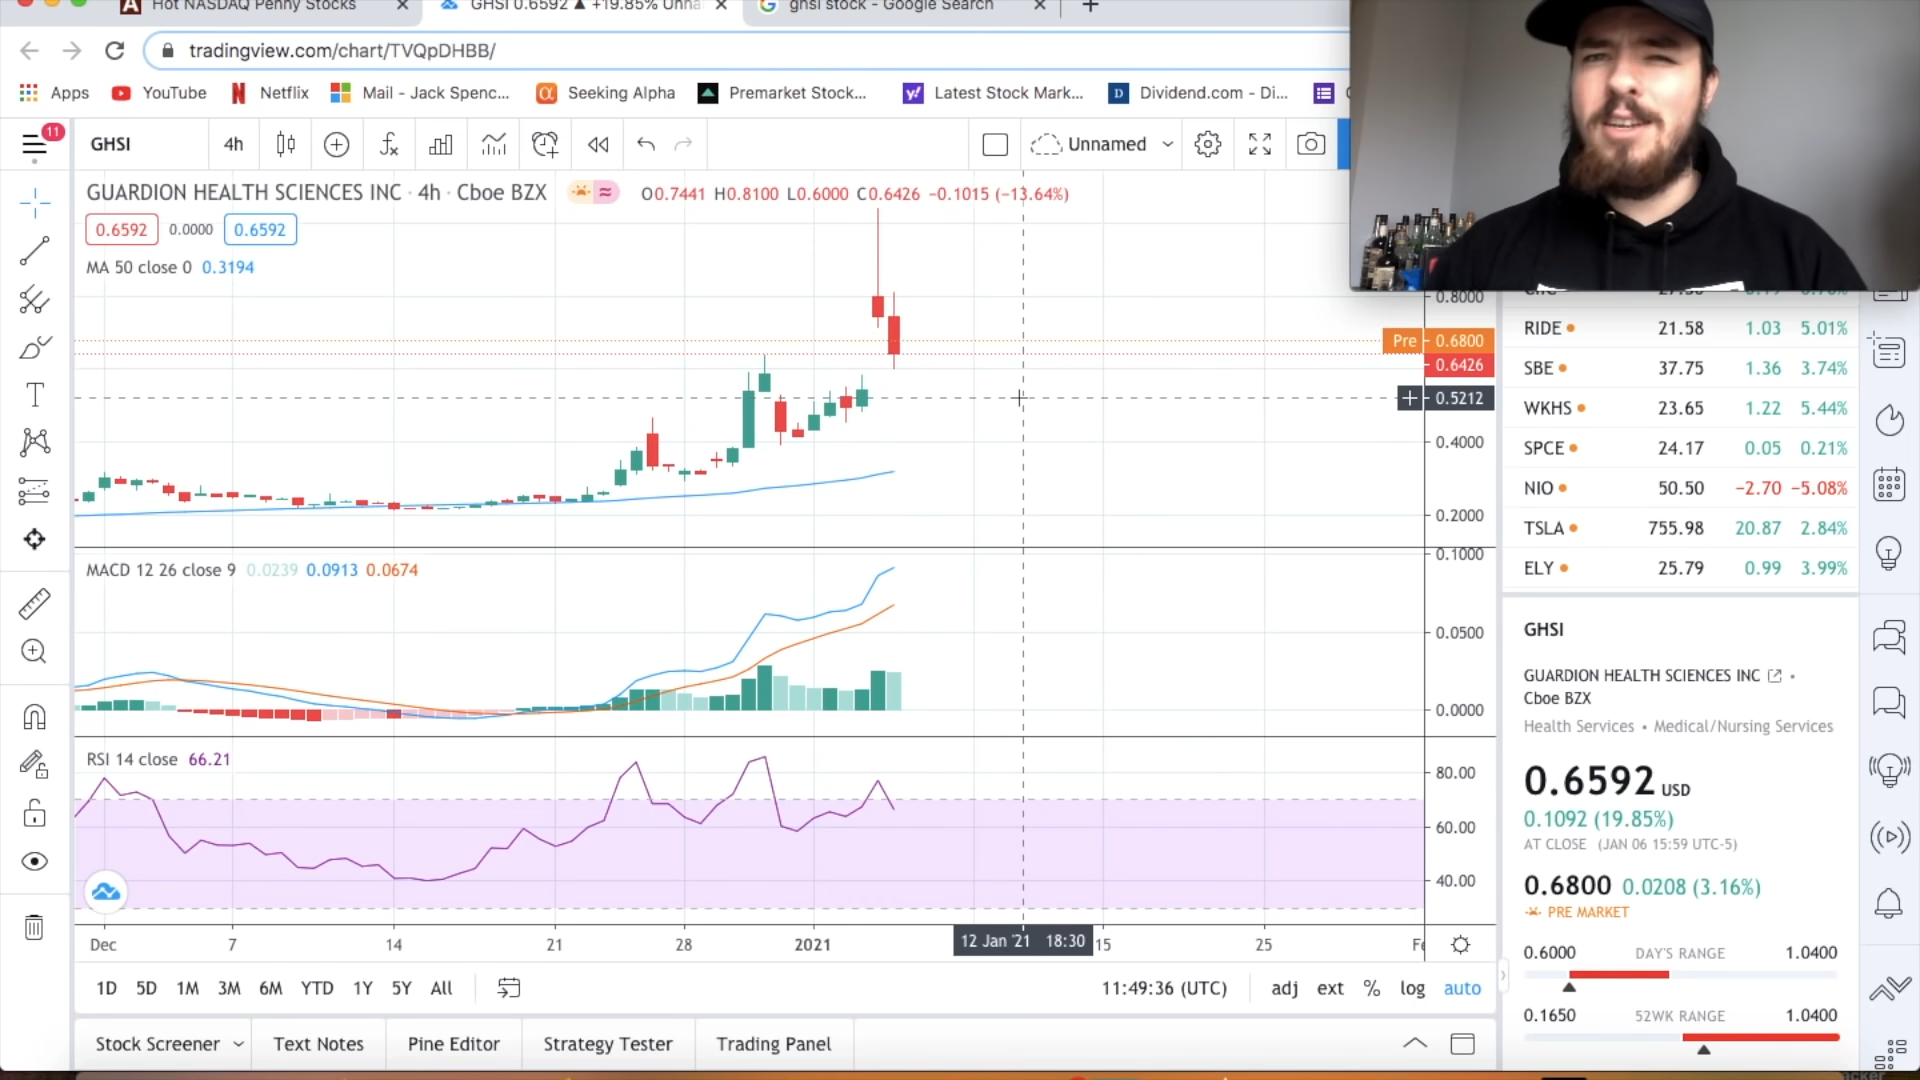 Hot NASDAQ Penny Stocks
GHSI 0.6592 ▲ +19.85% Unna
ghsi stock - Google Search
tradingview.com/chart/TVQpDHBB/
Apps YouTube Netflix Mail - Jack Spenc... Seeking Alpha Premarket Stock... Latest Stock Mark... Dividend.com - Di...
11
GHSI 4h Unnamed
GUARDION HEALTH SCIENCES INC · 4h · Cboe BZX O0.7441 H0.8100 L0.6000 C0.6426 −0.1015 (−13.64%)
0.6592 0.0000 0.6592
MA 50 close 0 0.3194
0.8000
Pre 0.6800
0.6426
0.5212
0.4000
0.2000
MACD 12 26 close 9 0.0239 0.0913 0.0674
0.1000
0.0500
0.0000
RSI 14 close 66.21
80.00
60.00
40.00
Dec 7 14 21 28 2021 12 Jan '21 18:30 15 25
1D 5D 1M 3M 6M YTD 1Y 5Y All 11:49:36 (UTC) adj ext % log auto
Stock Screener Text Notes Pine Editor Strategy Tester Trading Panel
RIDE 21.58 1.03 5.01%
SBE 37.75 1.36 3.74%
WKHS 23.65 1.22 5.44%
SPCE 24.17 0.05 0.21%
NIO 50.50 −2.70 −5.08%
TSLA 755.98 20.87 2.84%
ELY 25.79 0.99 3.99%
GHSI
GUARDION HEALTH SCIENCES INC •
Cboe BZX
Health Services • Medical/Nursing Services
0.6592 USD
0.1092 (19.85%)
AT CLOSE (JAN 06 15:59 UTC-5)
0.6800 0.0208 (3.16%)
PRE MARKET
0.6000 DAY'S RANGE 1.0400
0.1650 52WK RANGE 1.0400